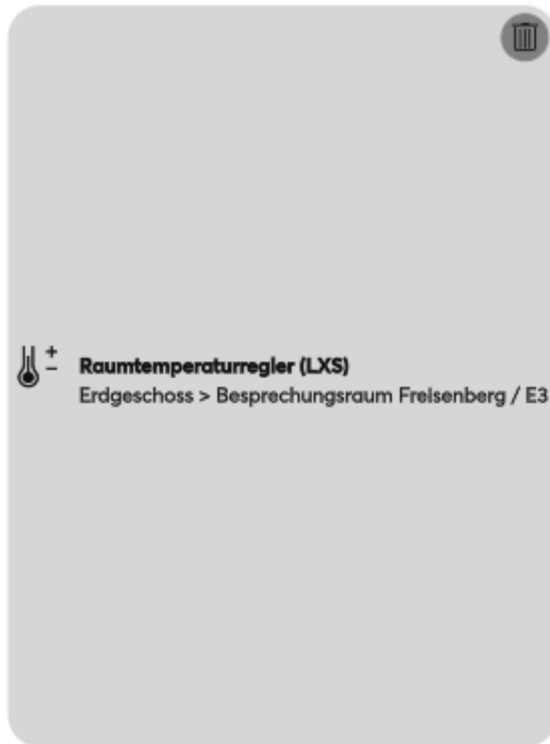 Raumtemperaturregler (LXS)
Erdgeschoss > Besprechungsraum Freisenberg / E3